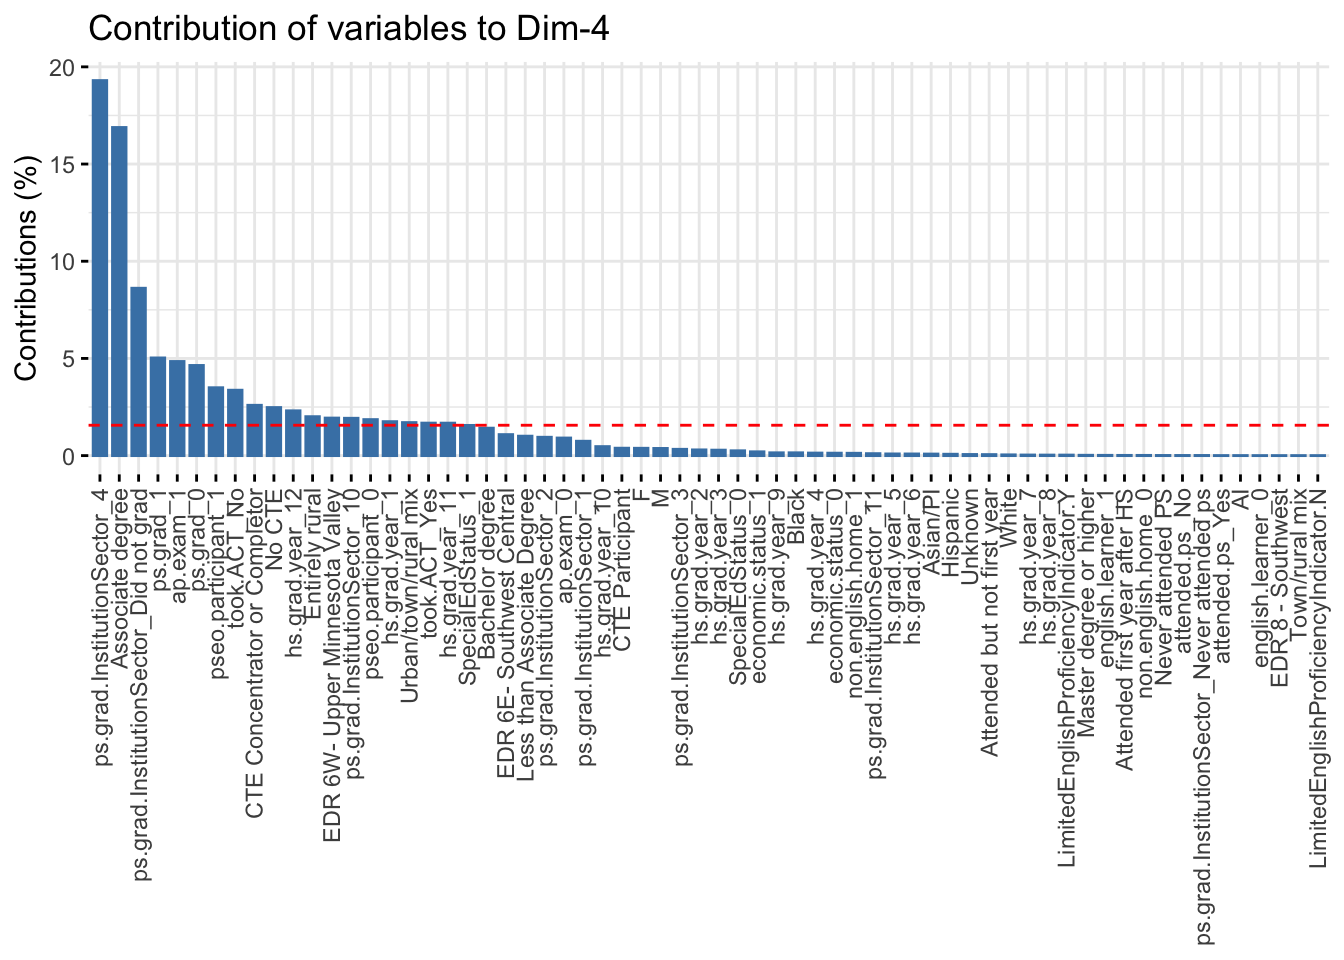 Contribution of variables to Dim-4
Contributions (%)
20
15
10
5
0
ps.grad.InstitutionSector_4
Associate degree
ps.grad.InstitutionSector_Did not grad
ps.grad_1
ap.exam_1
ps.grad_0
pseo.participant_1
took.ACT_No
CTE Concentrator or Completor
No CTE
hs.grad.year_12
Entirely rural
EDR 6W- Upper Minnesota Valley
ps.grad.InstitutionSector_10
pseo.participant_0
hs.grad.year_1
Urban/town/rural mix
took.ACT_Yes
hs.grad.year_11
SpecialEdStatus_1
Bachelor degree
EDR 6E- Southwest Central
Less than Associate Degree
ps.grad.InstitutionSector_2
ap.exam_0
ps.grad.InstitutionSector_1
hs.grad.year_10
CTE Participant
F
M
ps.grad.InstitutionSector_3
hs.grad.year_2
hs.grad.year_3
SpecialEdStatus_0
economic.status_1
hs.grad.year_9
Black
hs.grad.year_4
economic.status_0
non.english.home_1
ps.grad.InstitutionSector_11
hs.grad.year_5
hs.grad.year_6
Asian/PI
Hispanic
Unknown
Attended but not first year
White
hs.grad.year_7
hs.grad.year_8
LimitedEnglishProficiencyIndicator.Y
Master degree or higher
english.learner_1
Attended first year after HS
non.english.home_0
Never attended PS
attended.ps_No
ps.grad.InstitutionSector_Never attended.ps
attended.ps_Yes
AI
english.learner_0
EDR 8 - Southwest
Town/rural mix
LimitedEnglishProficiencyIndicator.N